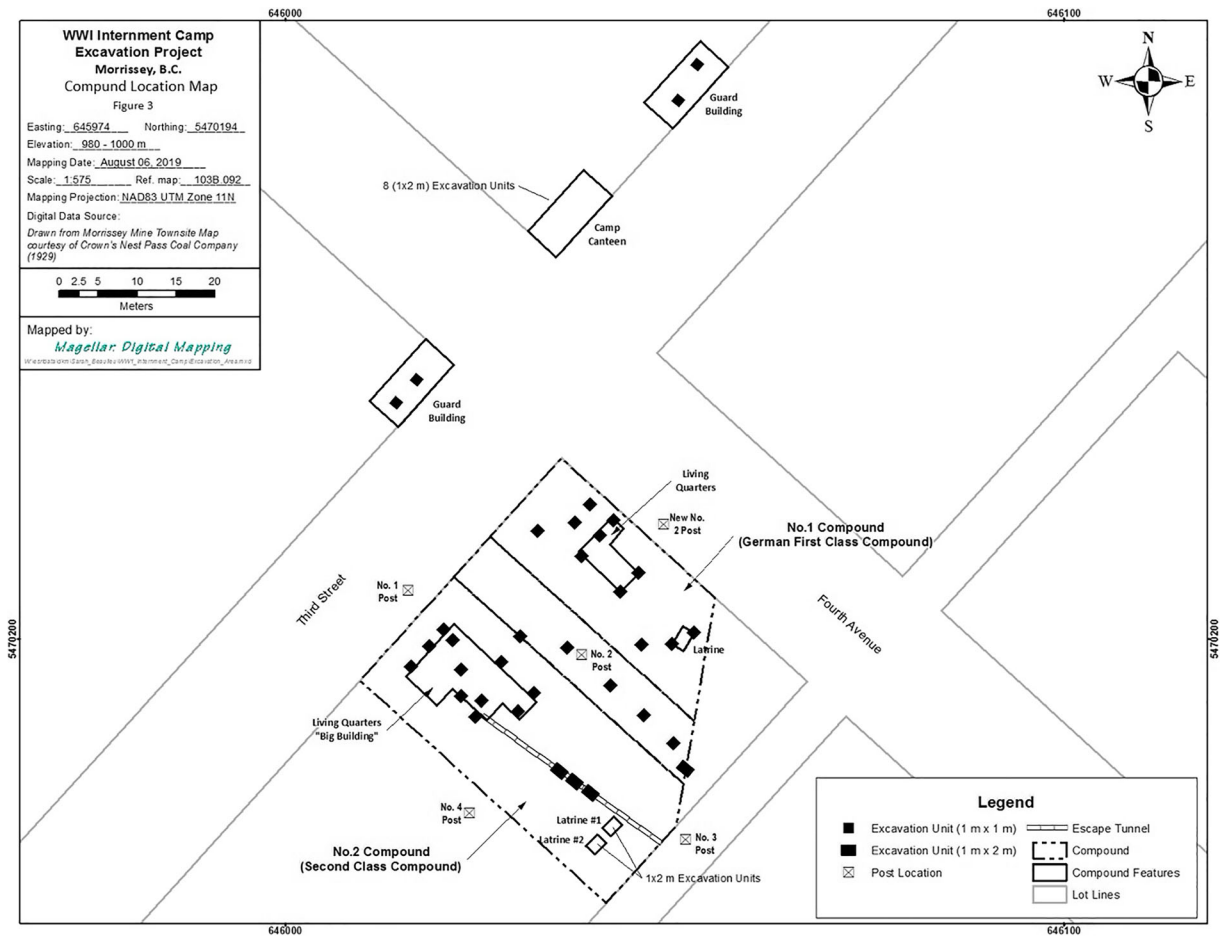 646000
646100
WWI Internment Camp
Excavation Project
Morrissey, B.C.
Compund Location Map
Figure 3
Easting: 645974 Northing: 5470194
Elevation: 980 - 1000 m
Mapping Date: August 06, 2019
Scale: 1:575 Ref. map: 103B.092
Mapping Projection: NAD83 UTM Zone 11N
Digital Data Source:
Drawn from Morrissey Mine Townsite Map
courtesy of Crow's Nest Pass Coal Company
(1929)
0 2.5 5 10 15 20
Meters
Mapped by:
Magellan Digital Mapping
N
W E
S
Guard
Building
8 (1x2 m) Excavation Units
Camp
Canteen
Guard
Building
Living
Quarters
New No.
2 Post
No.1 Compound
(German First Class Compound)
No. 1
Post
Third Street
Fourth Avenue
5470200
5470200
No. 2
Post
Latrine
Living Quarters
"Big Building"
No. 4
Post
Latrine #1
Latrine #2
No. 3
Post
No.2 Compound
(Second Class Compound)
1x2 m Excavation Units
Legend
Excavation Unit (1 m x 1 m)
Excavation Unit (1 m x 2 m)
Post Location
Escape Tunnel
Compound
Compound Features
Lot Lines
646000
646100